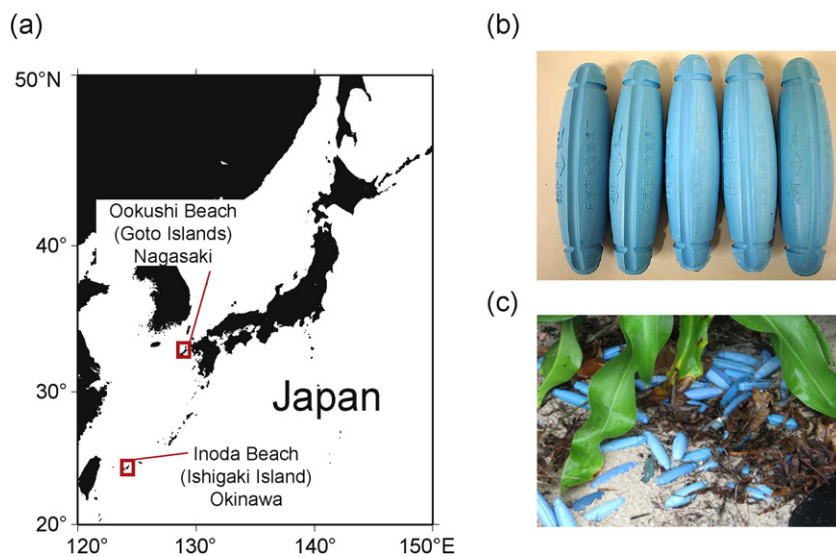 (a)
50°N
40°
30°
20°
120°
130°
140°
150°E
Ookushi Beach
(Goto Islands)
Nagasaki
Japan
Inoda Beach
(Ishigaki Island)
Okinawa
(b)
(c)